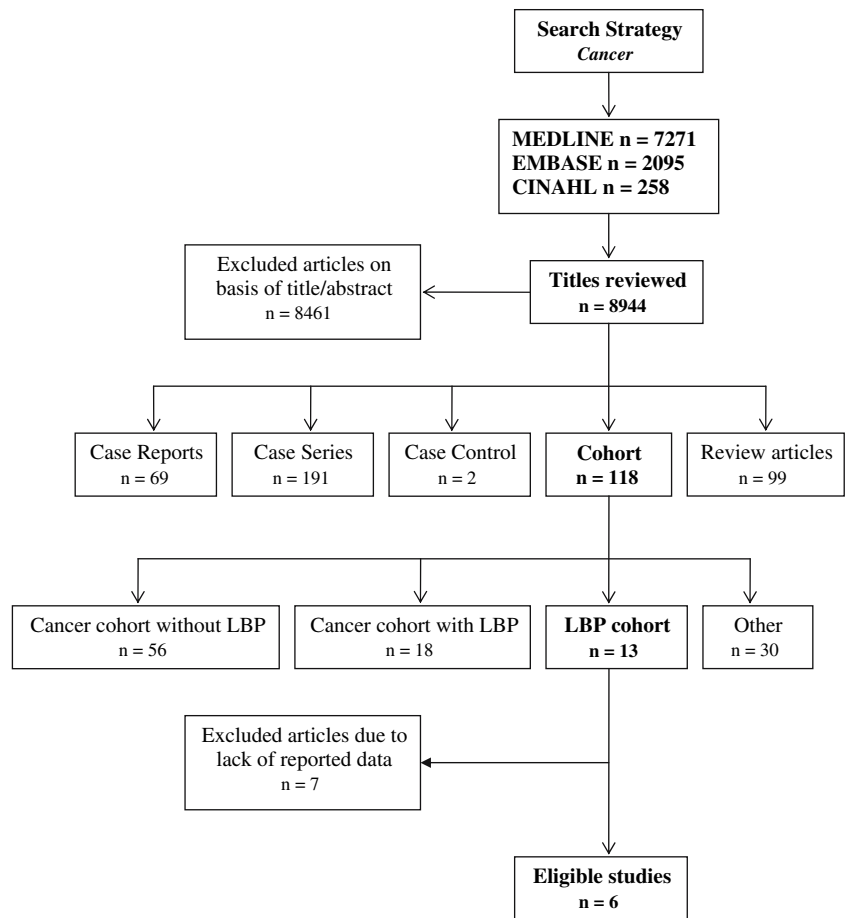 Search Strategy
Cancer
MEDLINE n = 7271
EMBASE n = 2095
CINAHL n = 258
Excluded articles on
basis of title/abstract
n = 8461
Titles reviewed
n = 8944
Case Reports
n = 69
Case Series
n = 191
Case Control
n = 2
Cohort
n = 118
Review articles
n = 99
Cancer cohort without LBP
n = 56
Cancer cohort with LBP
n = 18
LBP cohort
n = 13
Other
n = 30
Excluded articles due to
lack of reported data
n = 7
Eligible studies
n = 6